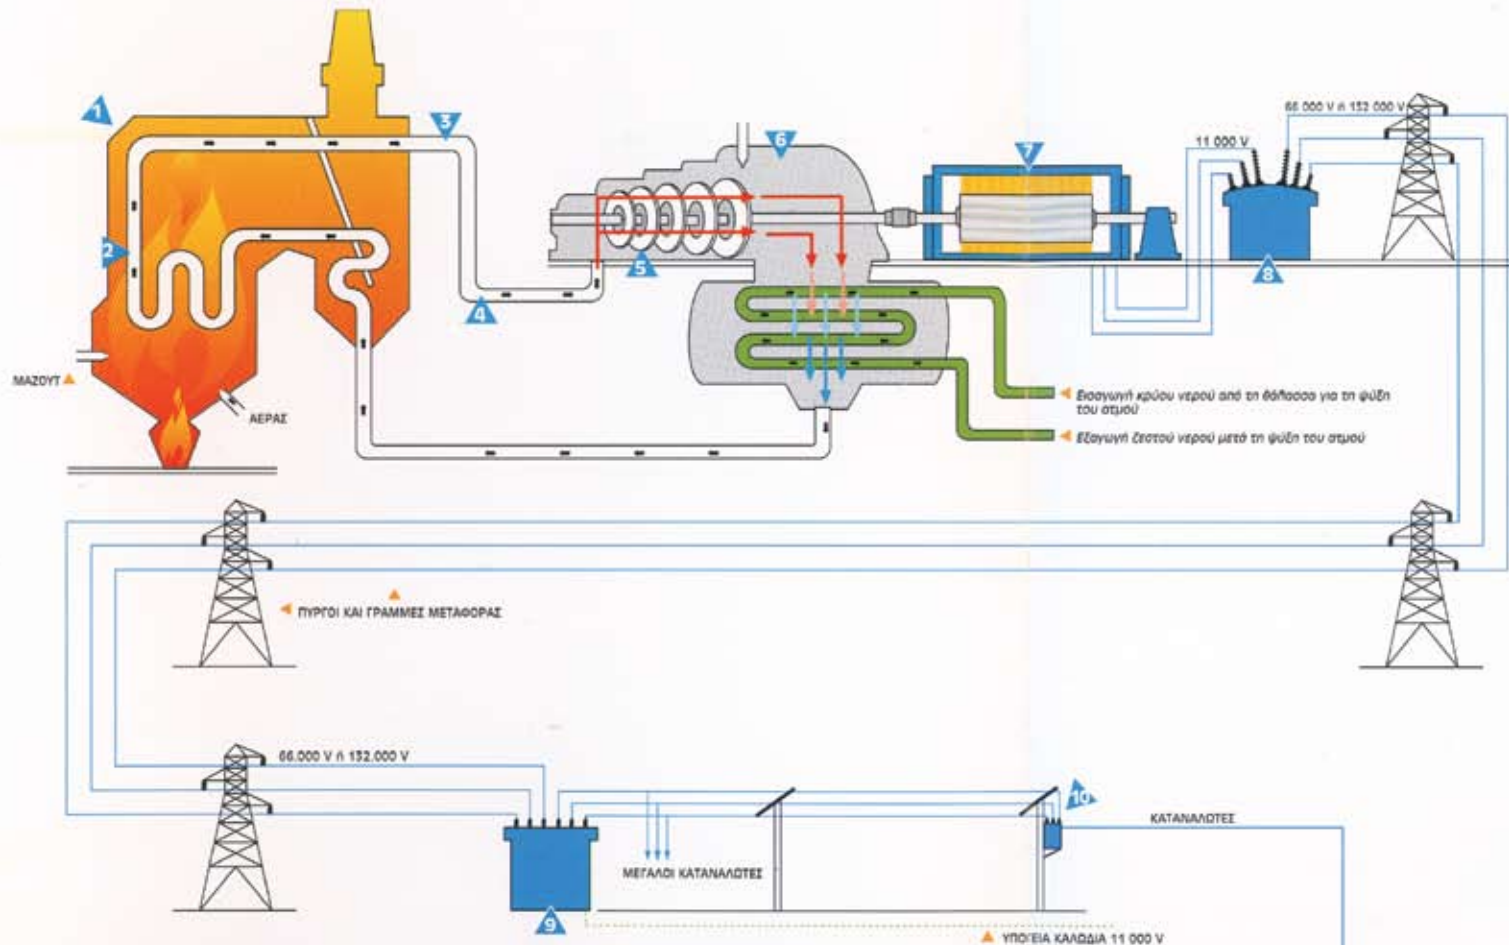 1
3
6
66.000 V ή 132 000 V
11 000 V
7
2
5
8
4
ΜΑΖΟΥΤ
ΑΕΡΑΣ
Εισαγωγή κρύου νερού από τη θάλασσα για τη ψύξη
του ατμού
Εξαγωγή ζεστού νερού μετά τη ψύξη του ατμού
ΠΥΡΓΟΙ ΚΑΙ ΓΡΑΜΜΕΣ ΜΕΤΑΦΟΡΑΣ
66.000 V ή 132.000 V
10
ΚΑΤΑΝΑΛΩΤΕΣ
ΜΕΓΑΛΟΙ ΚΑΤΑΝΑΛΩΤΕΣ
9
ΥΠΟΓΕΙΑ ΚΑΛΩΔΙΑ 11 000 V